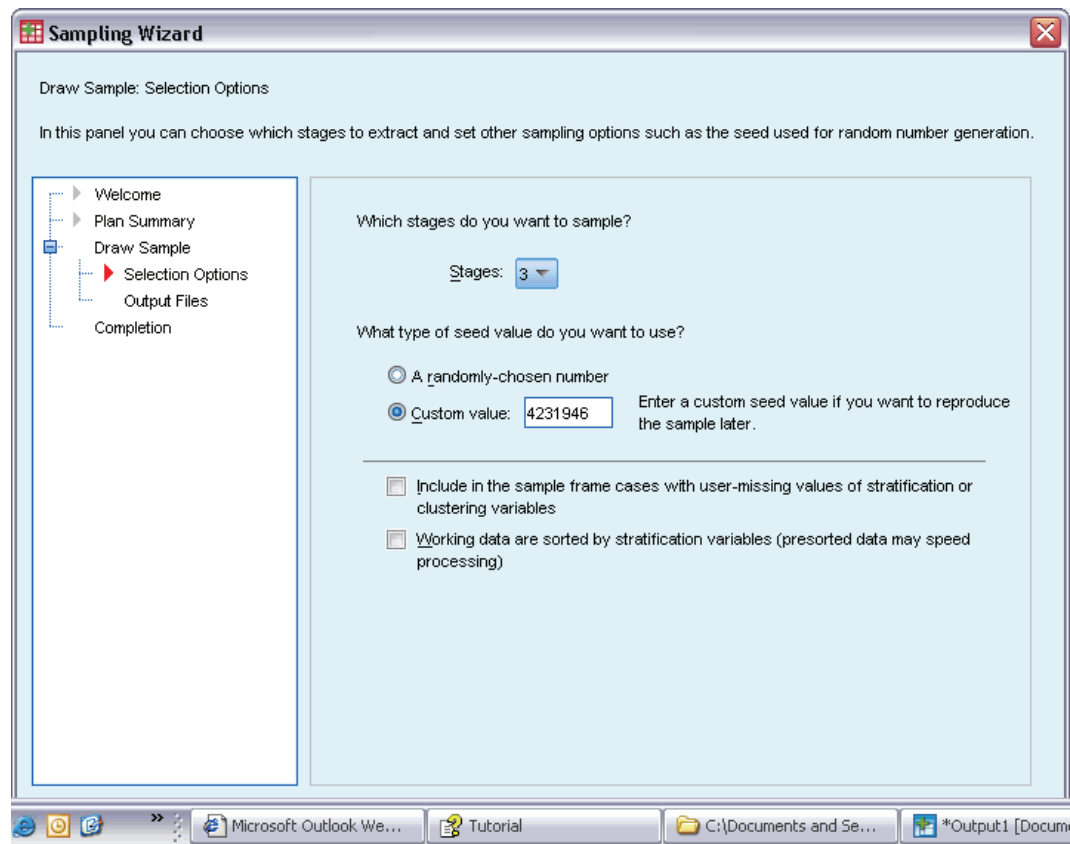 Sampling Wizard
Draw Sample: Selection Options
In this panel you can choose which stages to extract and set other sampling options such as the seed used for random number generation.
Welcome
Plan Summary
Draw Sample
Selection Options
Output Files
Completion
Which stages do you want to sample?
Stages: 3
What type of seed value do you want to use?
A randomly-chosen number
Custom value: 4231946
Enter a custom seed value if you want to reproduce
the sample later.
Include in the sample frame cases with user-missing values of stratification or
clustering variables
Working data are sorted by stratification variables (presorted data may speed
processing)
» Microsoft Outlook We... Tutorial C:\Documents and Se... *Output1 [Docum